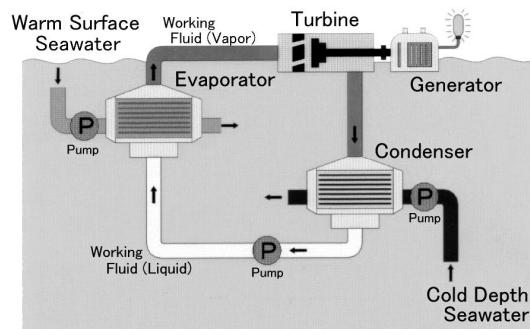 Warm Surface
Seawater
Working
Fluid (Vapor)
Turbine
Evaporator
Generator
P
Pump
Condenser
P
Pump
Working
Fluid (Liquid)
P
Pump
Cold Depth
Seawater